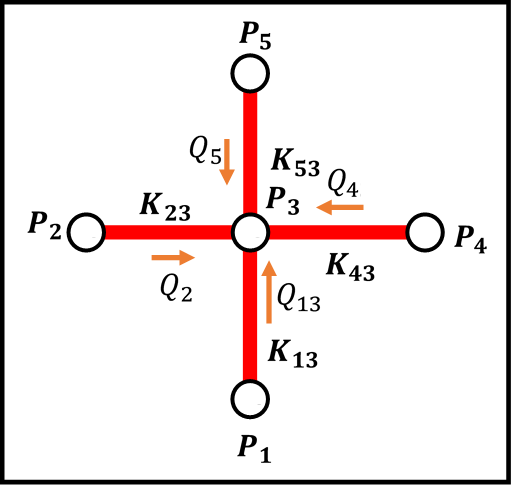 P₅
Q₅
K₅₃
Q₄
P₃
K₂₃
P₂
P₄
K₄₃
Q₂
Q₁₃
K₁₃
P₁